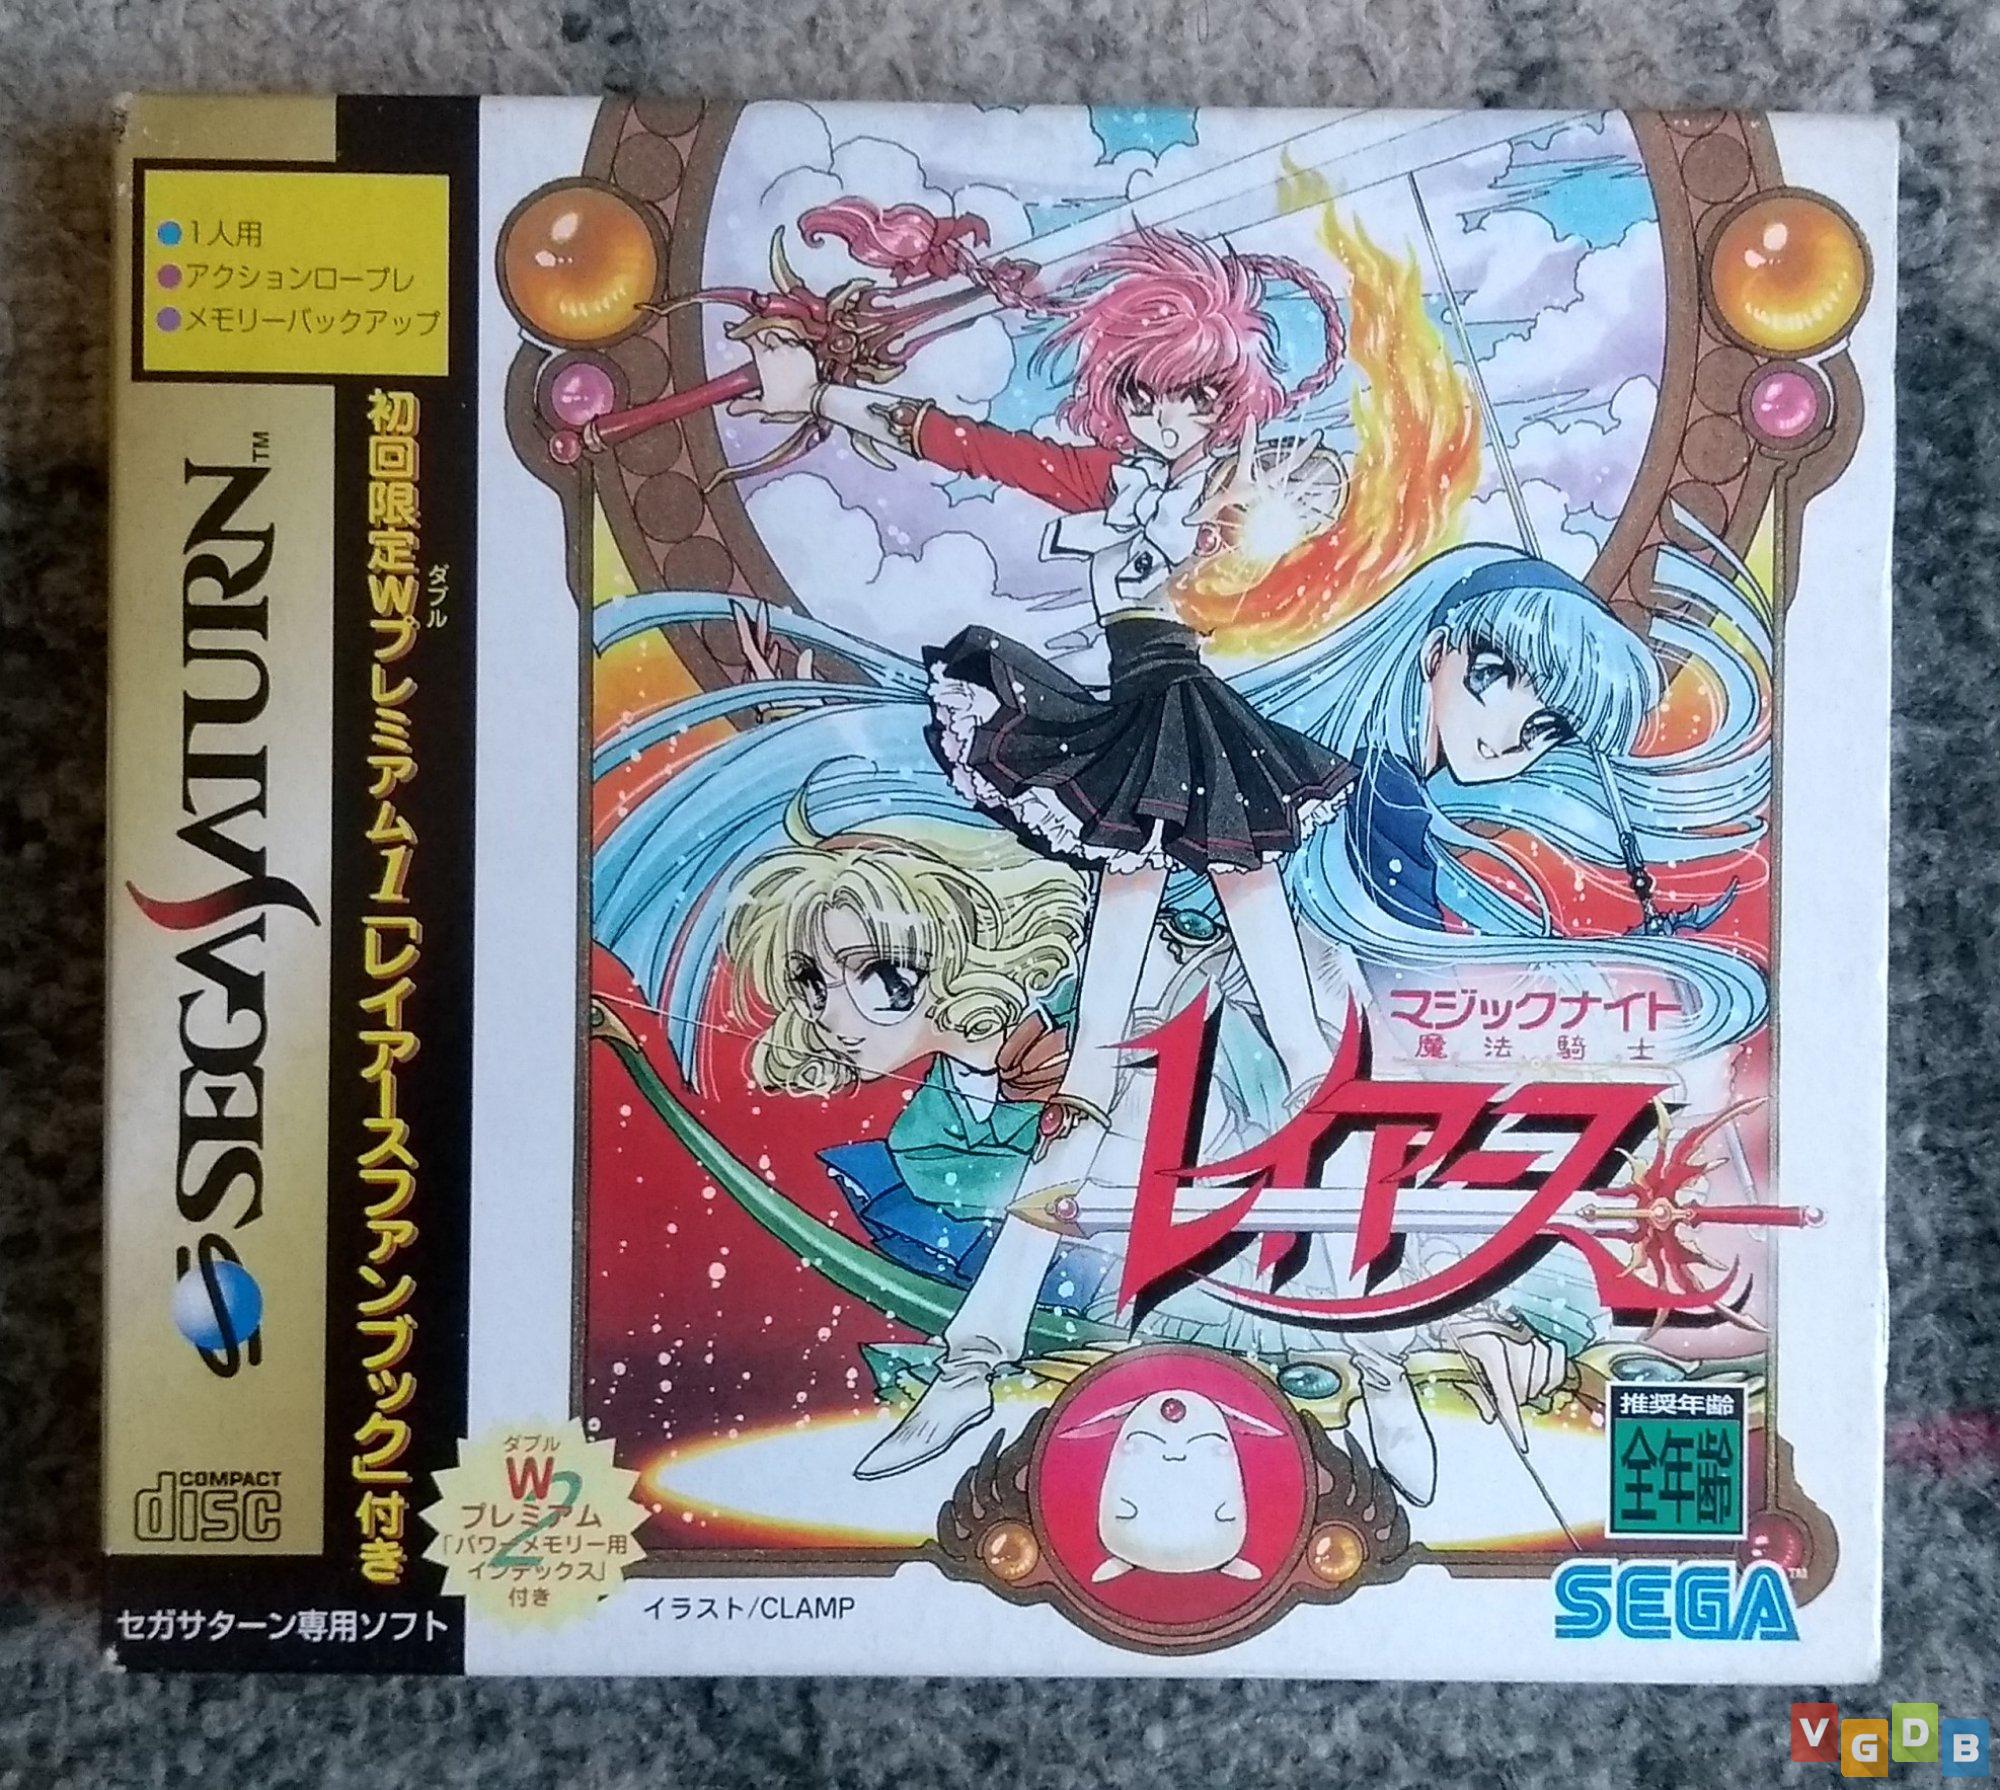 1人用
アクションロープレ
メモリーバックアップ
SEGA SATURN™
初回限定Wプレミアム1「レイアースファンブック」付き
ダブル
COMPACT
disc
セガサターン専用ソフト
マジックナイト
魔法騎士
レイアース
ダブル
W2
プレミアム
「パワーメモリー用
インデックス」
付き
イラスト/CLAMP
推奨年齢
全年齢
SEGA™
VGDB